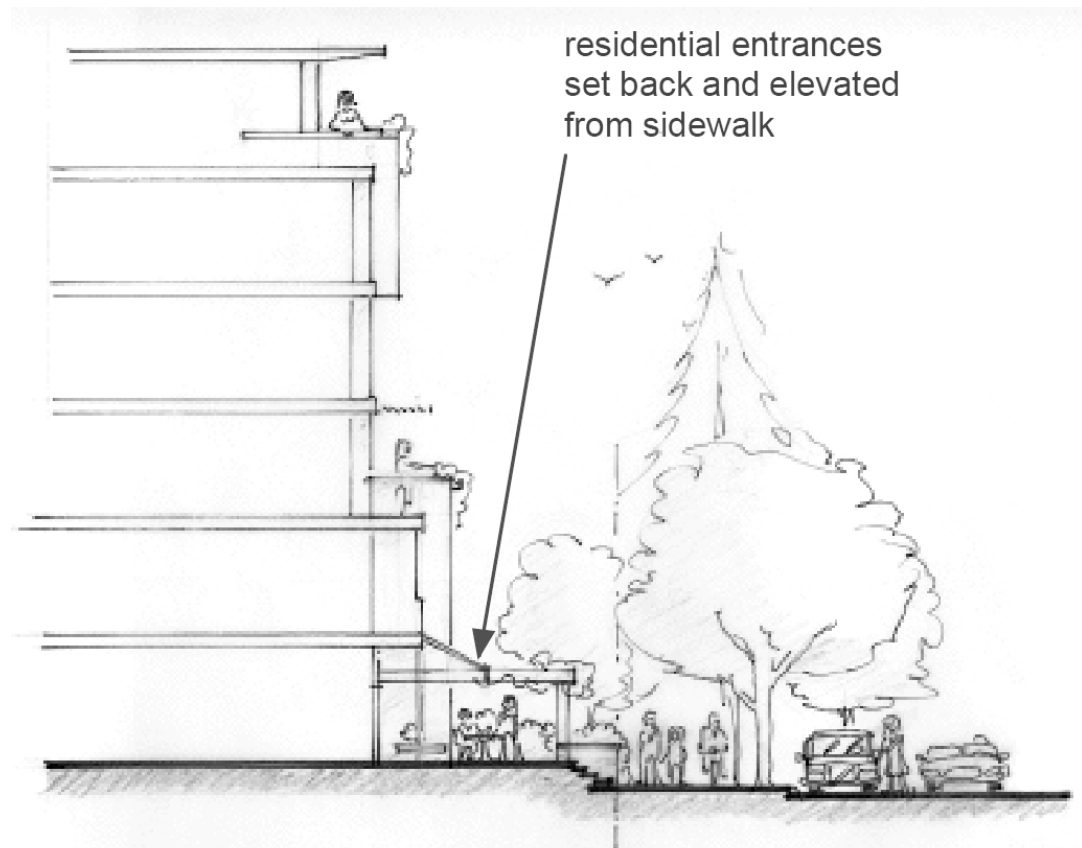 residential entrances
set back and elevated
from sidewalk